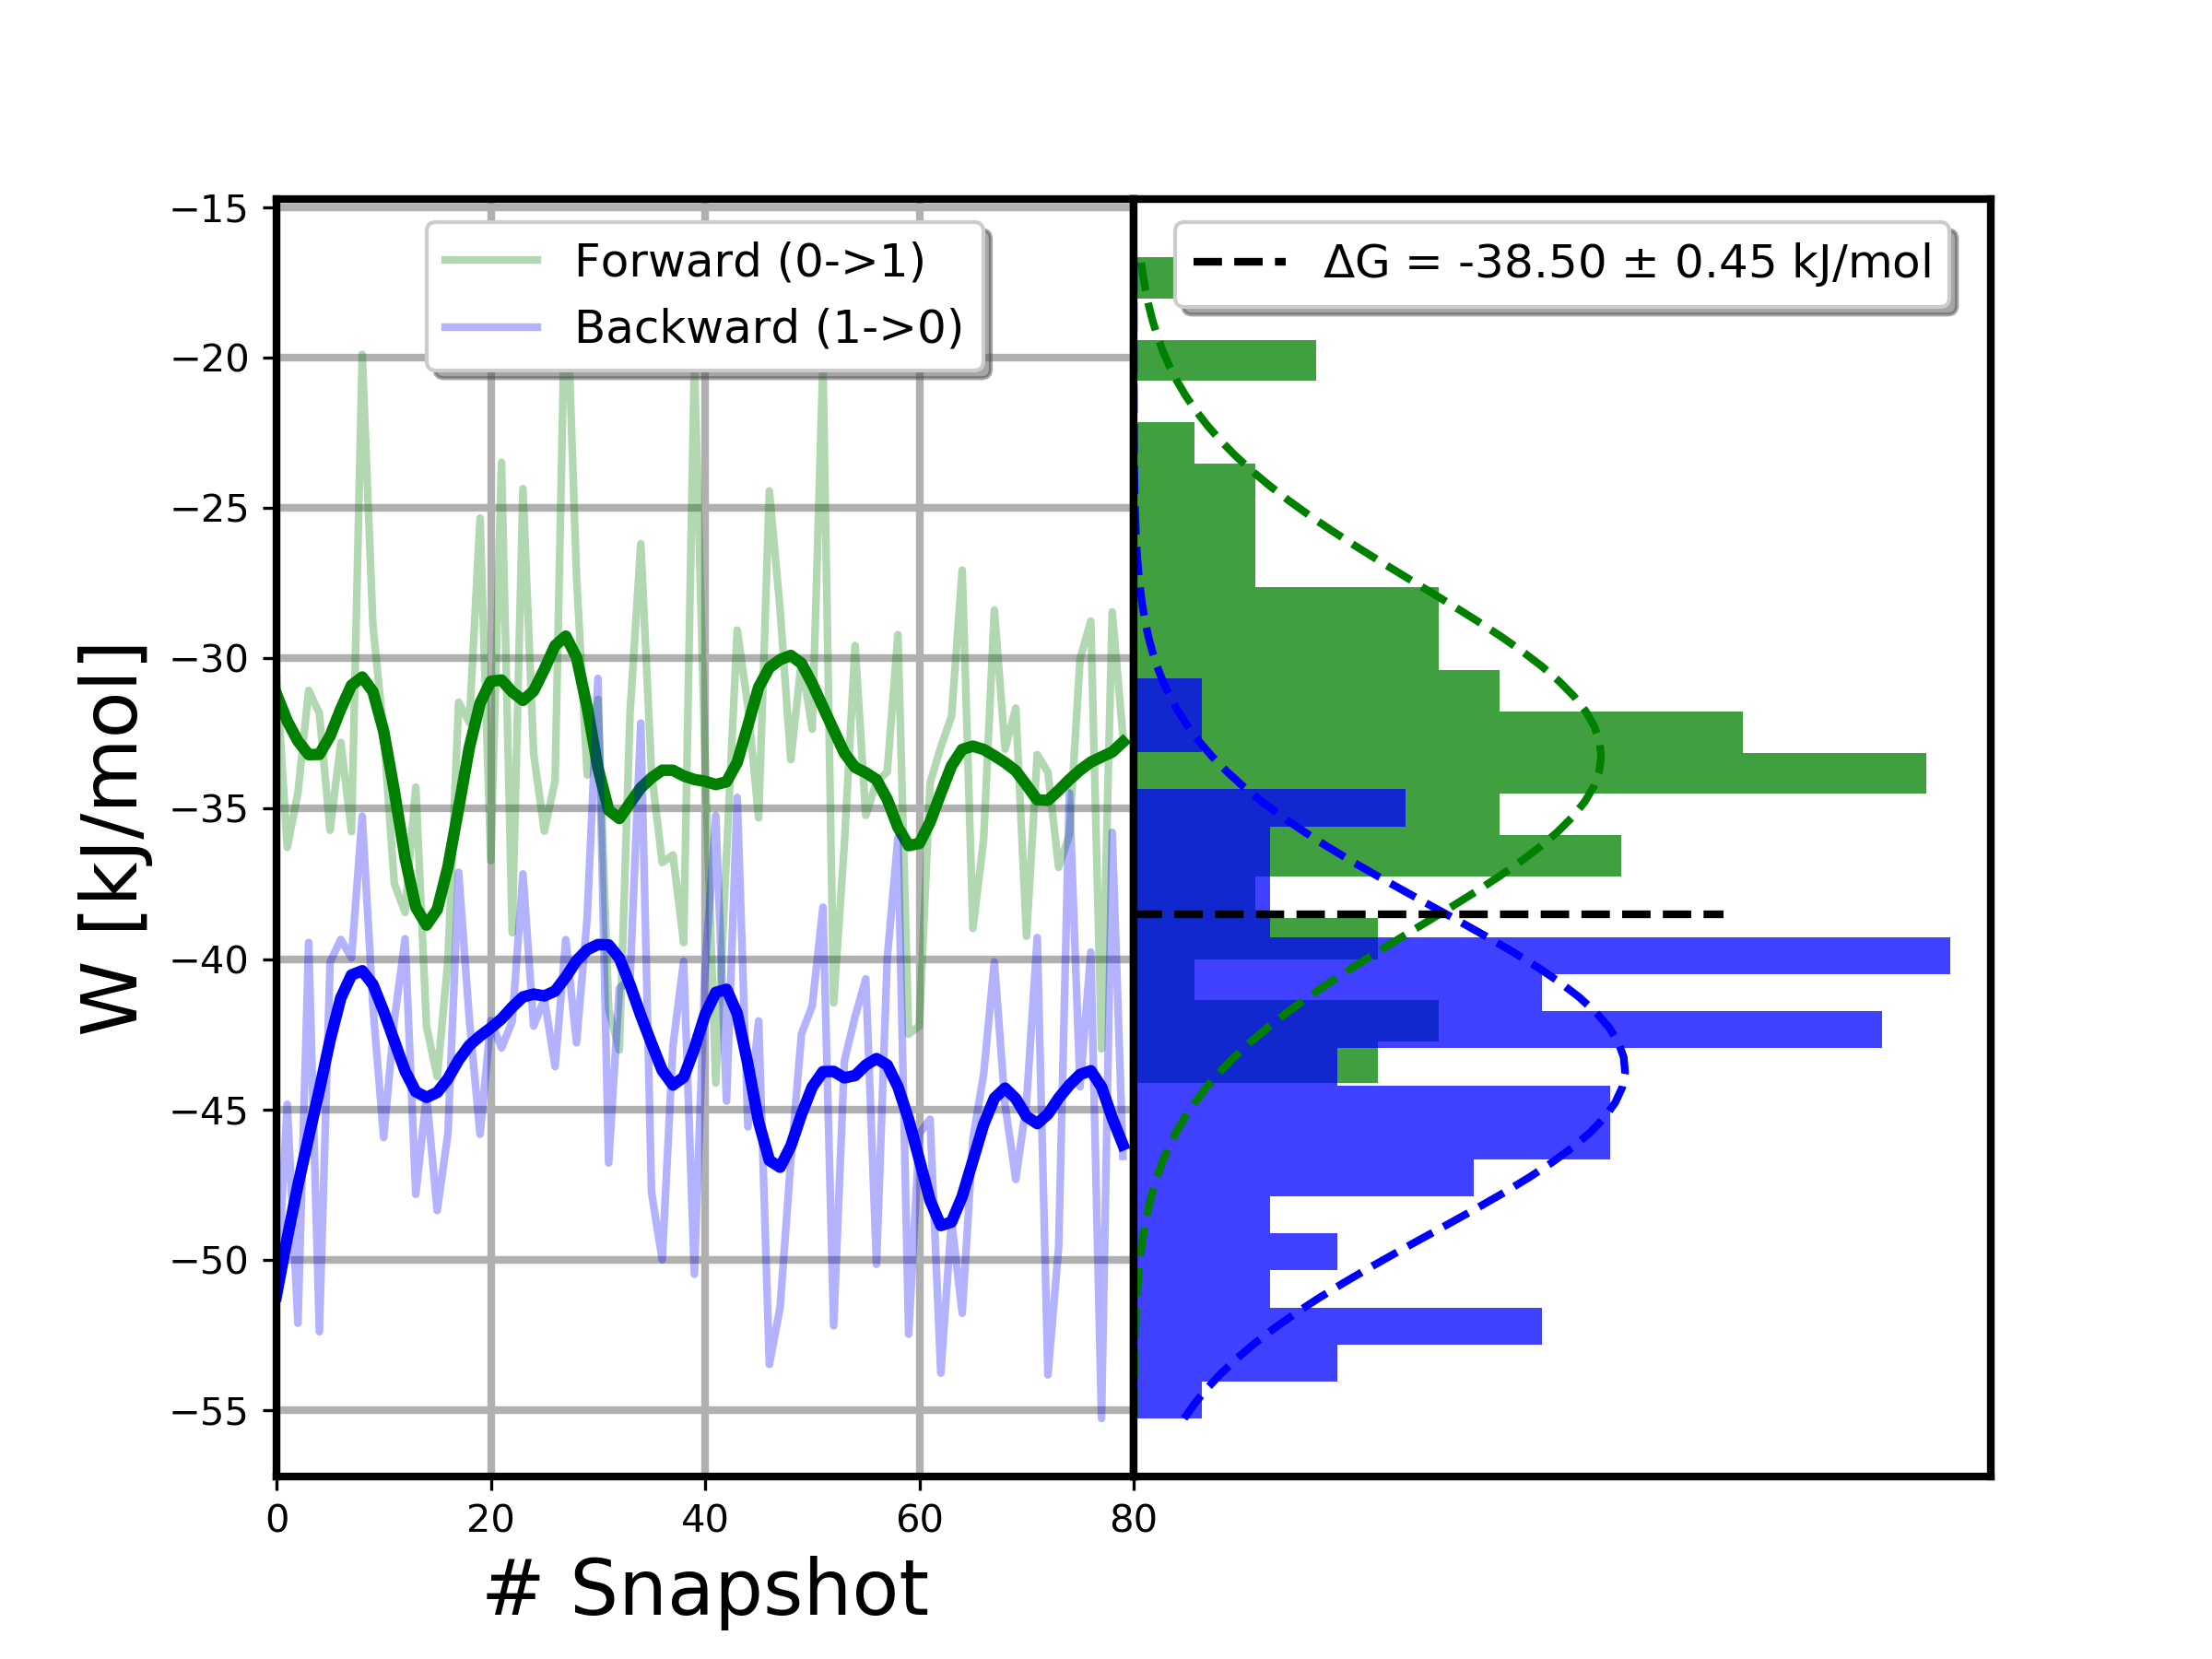 −15
−20
−25
−30
−35
−40
−45
−50
−55
W [kJ/mol]
Forward (0->1)
Backward (1->0)
ΔG = -38.50 ± 0.45 kJ/mol
0 20 40 60 80
# Snapshot